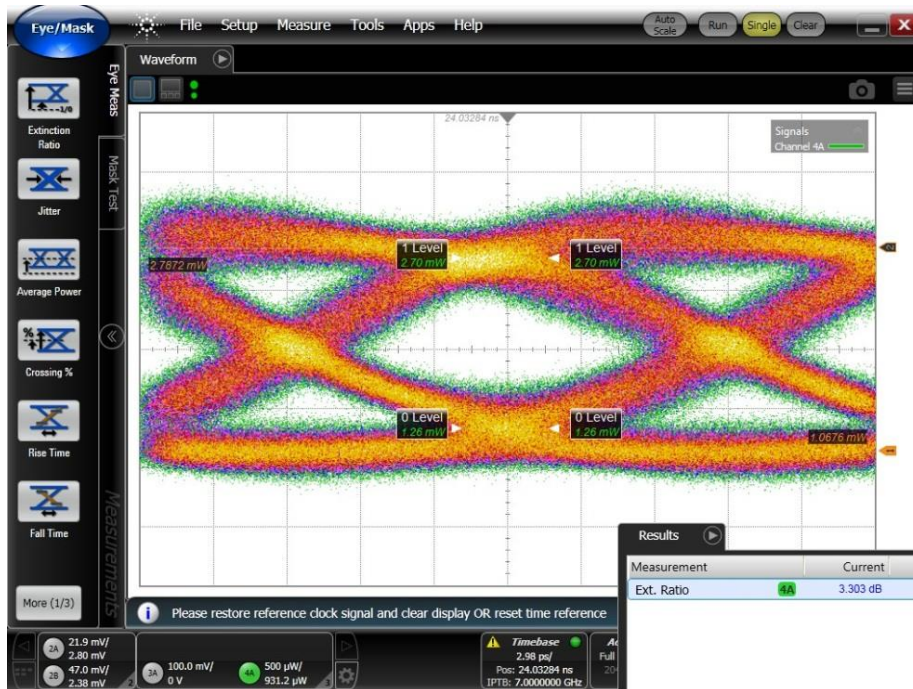 Eye/Mask
File Setup Measure Tools Apps Help
Auto Scale
Run
Single
Clear
Waveform
Eye Meas
Mask Test
Measurements
Extinction
Ratio
Jitter
Average Power
Crossing %
Rise Time
Fall Time
More (1/3)
24.03284 ns
Signals
Channel 4A
1 Level
2.70 mW
1 Level
2.70 mW
2.7872 mW
0 Level
1.26 mW
0 Level
1.26 mW
1.0676 mW
Results
Measurement Current
Ext. Ratio 4A 3.303 dB
Please restore reference clock signal and clear display OR reset time reference
2A 21.9 mV/
2.80 mV
2B 47.0 mV/
2.38 mV
3A 100.0 mV/
0 V
4A 500 µW/
931.2 µW
Timebase
2.98 ps/
Pos: 24.03284 ns
IPTB: 7.0000000 GHz
Full